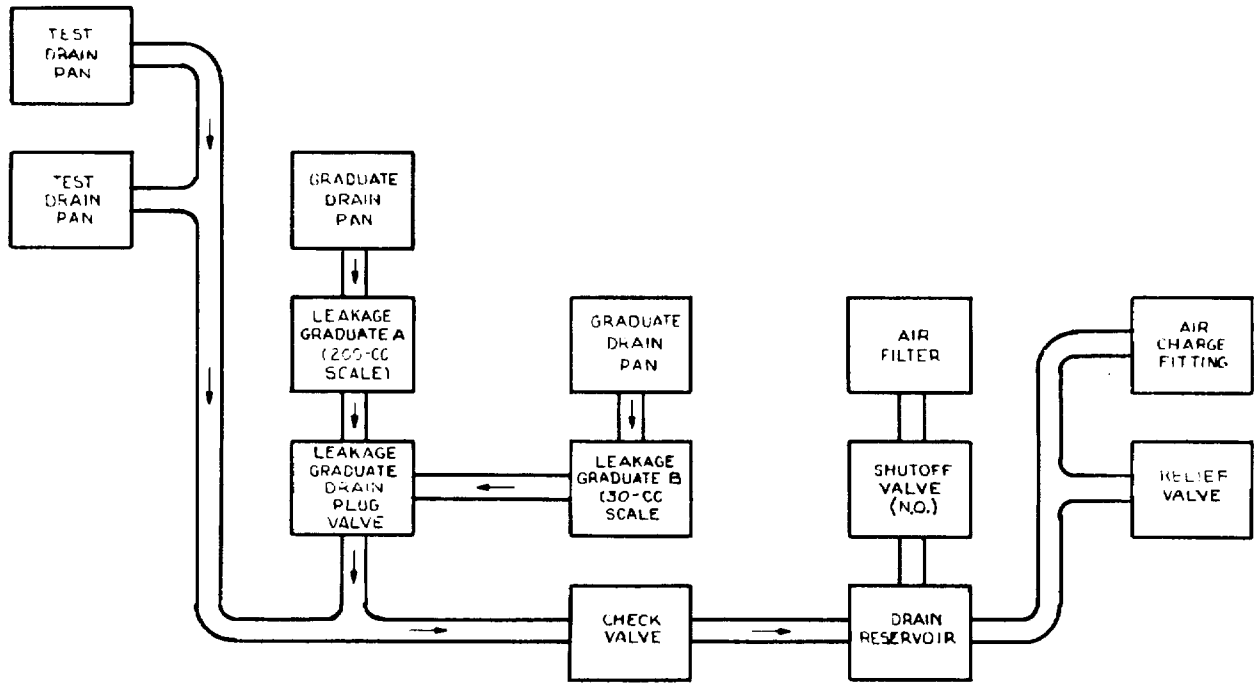 TEST
DRAIN
PAN
TEST
DRAIN
PAN
GRADUATE
DRAIN
PAN
LEAKAGE
GRADUATE A
(200-CC
SCALE)
GRADUATE
DRAIN
PAN
AIR
FILTER
AIR
CHARGE
FITTING
LEAKAGE
GRADUATE
DRAIN
PLUG
VALVE
LEAKAGE
GRADUATE B
(30-CC
SCALE
SHUTOFF
VALVE
(N.O.)
RELIEF
VALVE
CHECK
VALVE
DRAIN
RESERVOIR